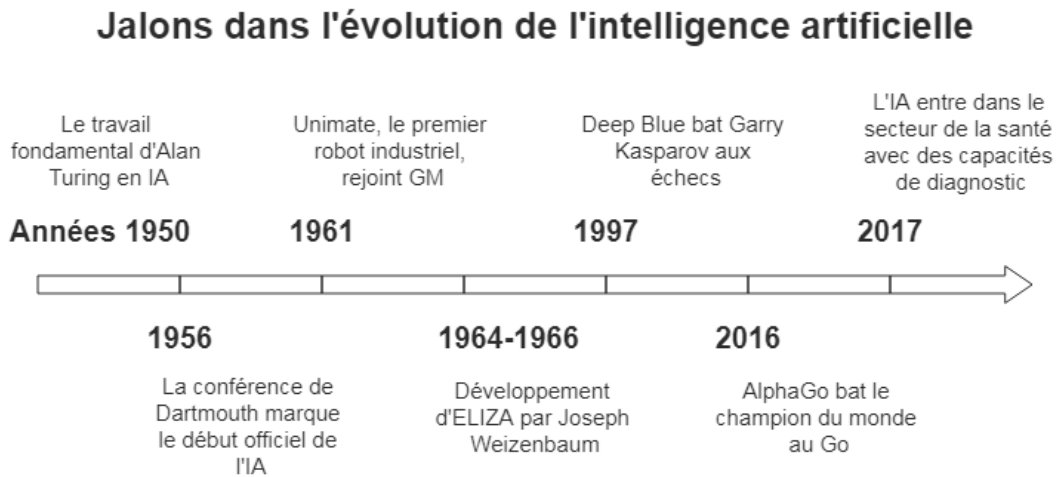 Jalons dans l'évolution de l'intelligence artificielle
Le travail
fondamental d'Alan
Turing en IA
Années 1950
Unimate, le premier
robot industriel,
rejoint GM
1961
Deep Blue bat Garry
Kasparov aux
échecs
1997
L'IA entre dans le
secteur de la santé
avec des capacités
de diagnostic
2017
1956
La conférence de
Dartmouth marque
le début officiel de
l'IA
1964-1966
Développement
d'ELIZA par Joseph
Weizenbaum
2016
AlphaGo bat le
champion du monde
au Go